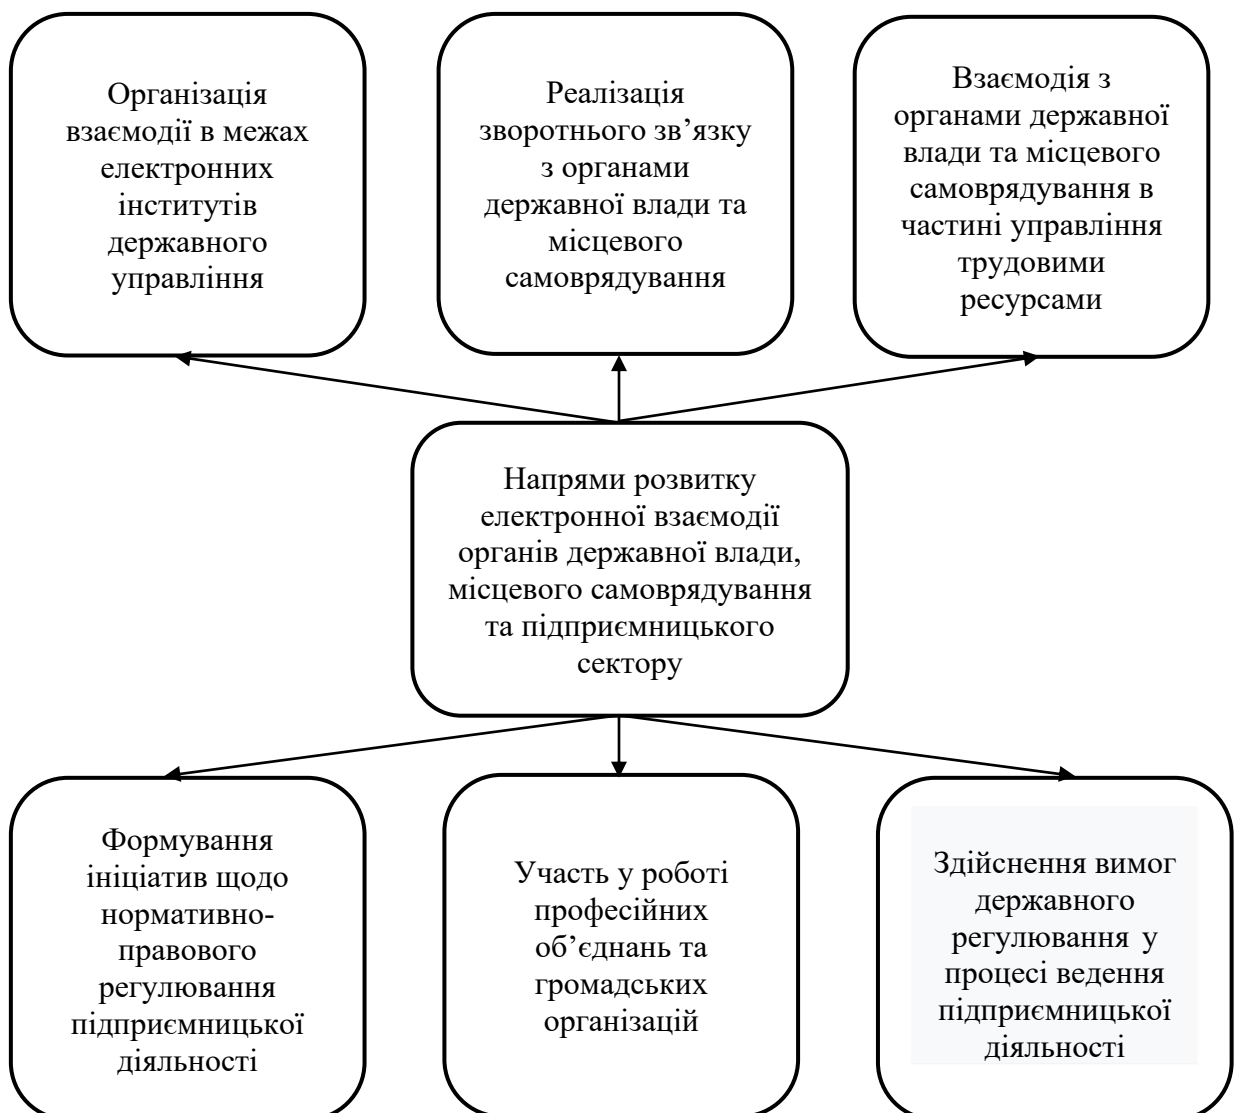 Організація
взаємодії в межах
електронних
інститутів
державного
управління
Реалізація
зворотнього зв’язку
з органами
державної влади та
місцевого
самоврядування
Взаємодія з
органами державної
влади та місцевого
самоврядування в
частині управління
трудовими
ресурсами
Напрями розвитку
електронної взаємодії
органів державної влади,
місцевого самоврядування
та підприємницького
сектору
Формування
ініціатив щодо
нормативно-
правового
регулювання
підприємницької
діяльності
Участь у роботі
професійних
об’єднань та
громадських
організацій
Здійснення вимог
державного
регулювання у
процесі ведення
підприємницької
діяльності